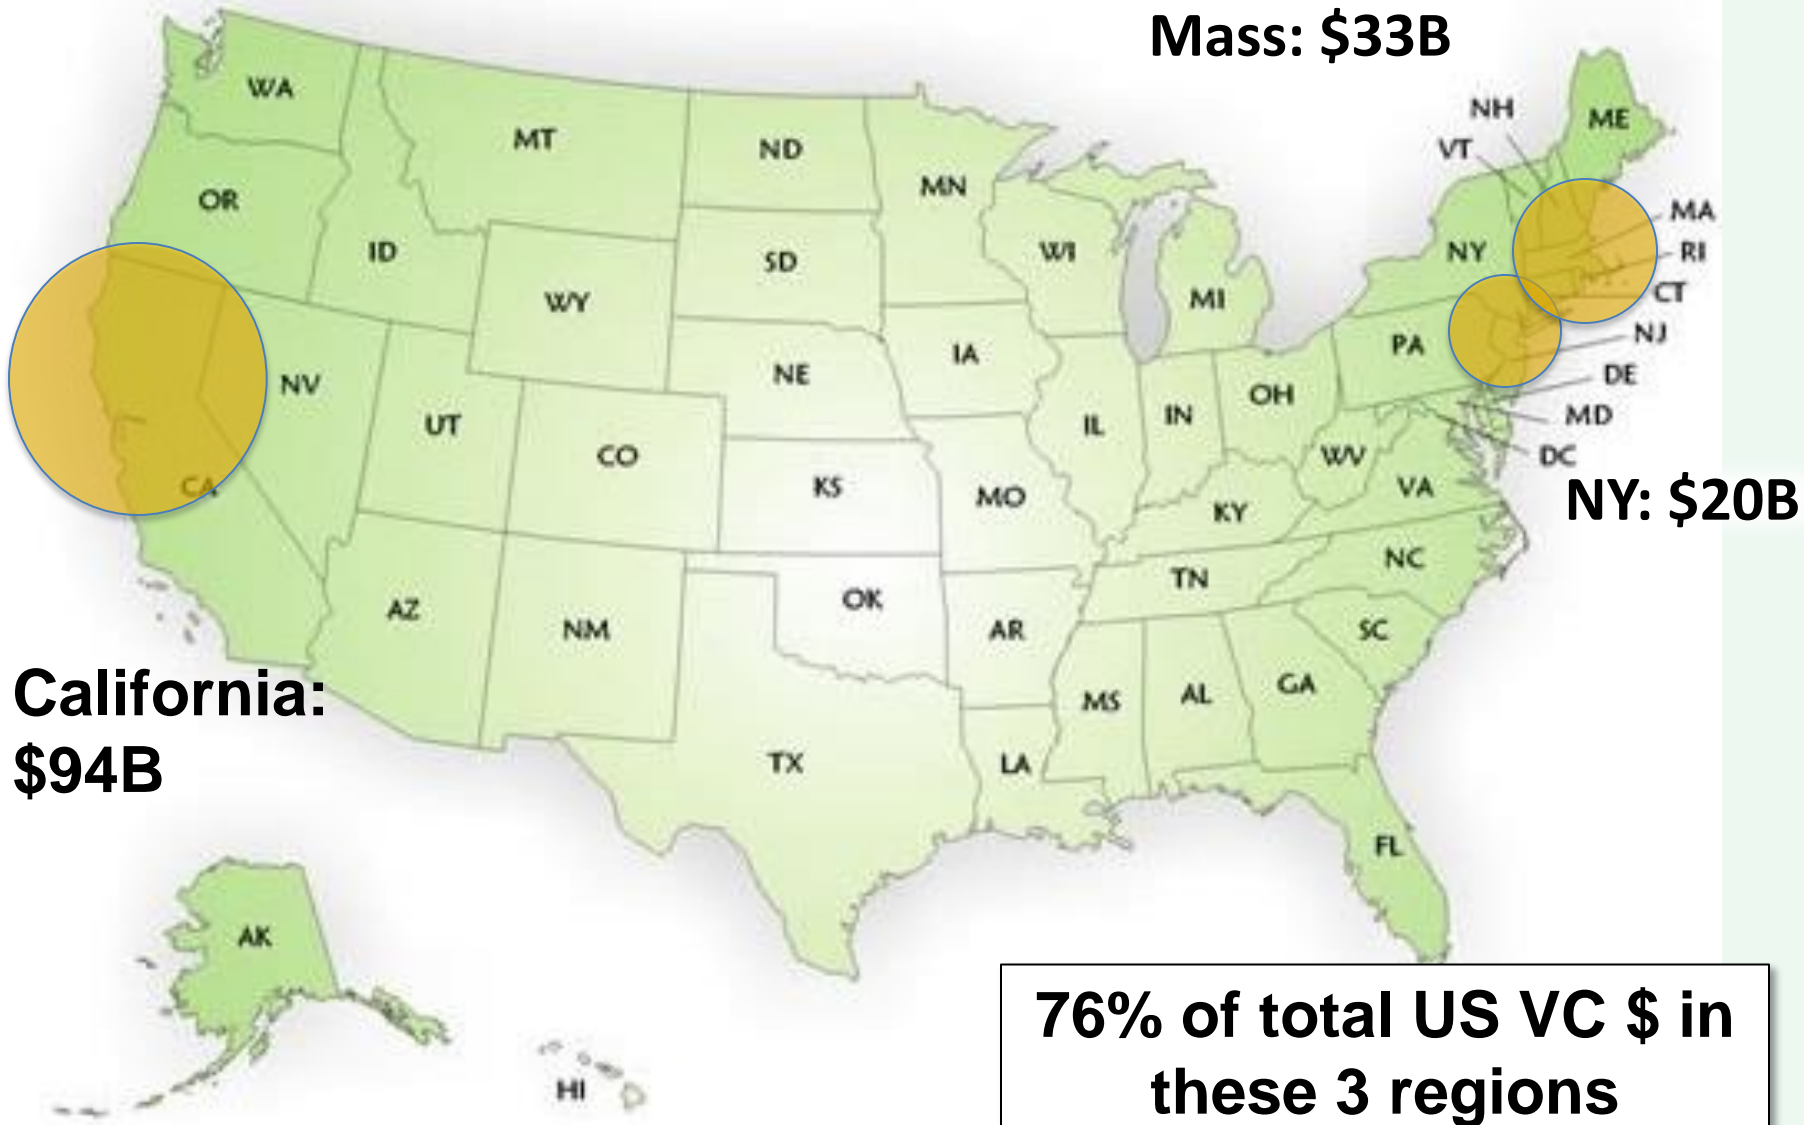 Mass: $33B
WA
MT
ND
MN
NH
ME
VT
OR
ID
WY
SD
WI
MI
NY
MA
RI
CT
NJ
PA
DE
MD
DC
NV
UT
CO
NE
IA
IL
IN
OH
WV
VA
KS
MO
KY
NY: $20B
CA
AZ
NM
OK
AR
TN
NC
SC
MS
AL
GA
California:
$94B
TX
LA
FL
AK
HI
76% of total US VC $ in
these 3 regions